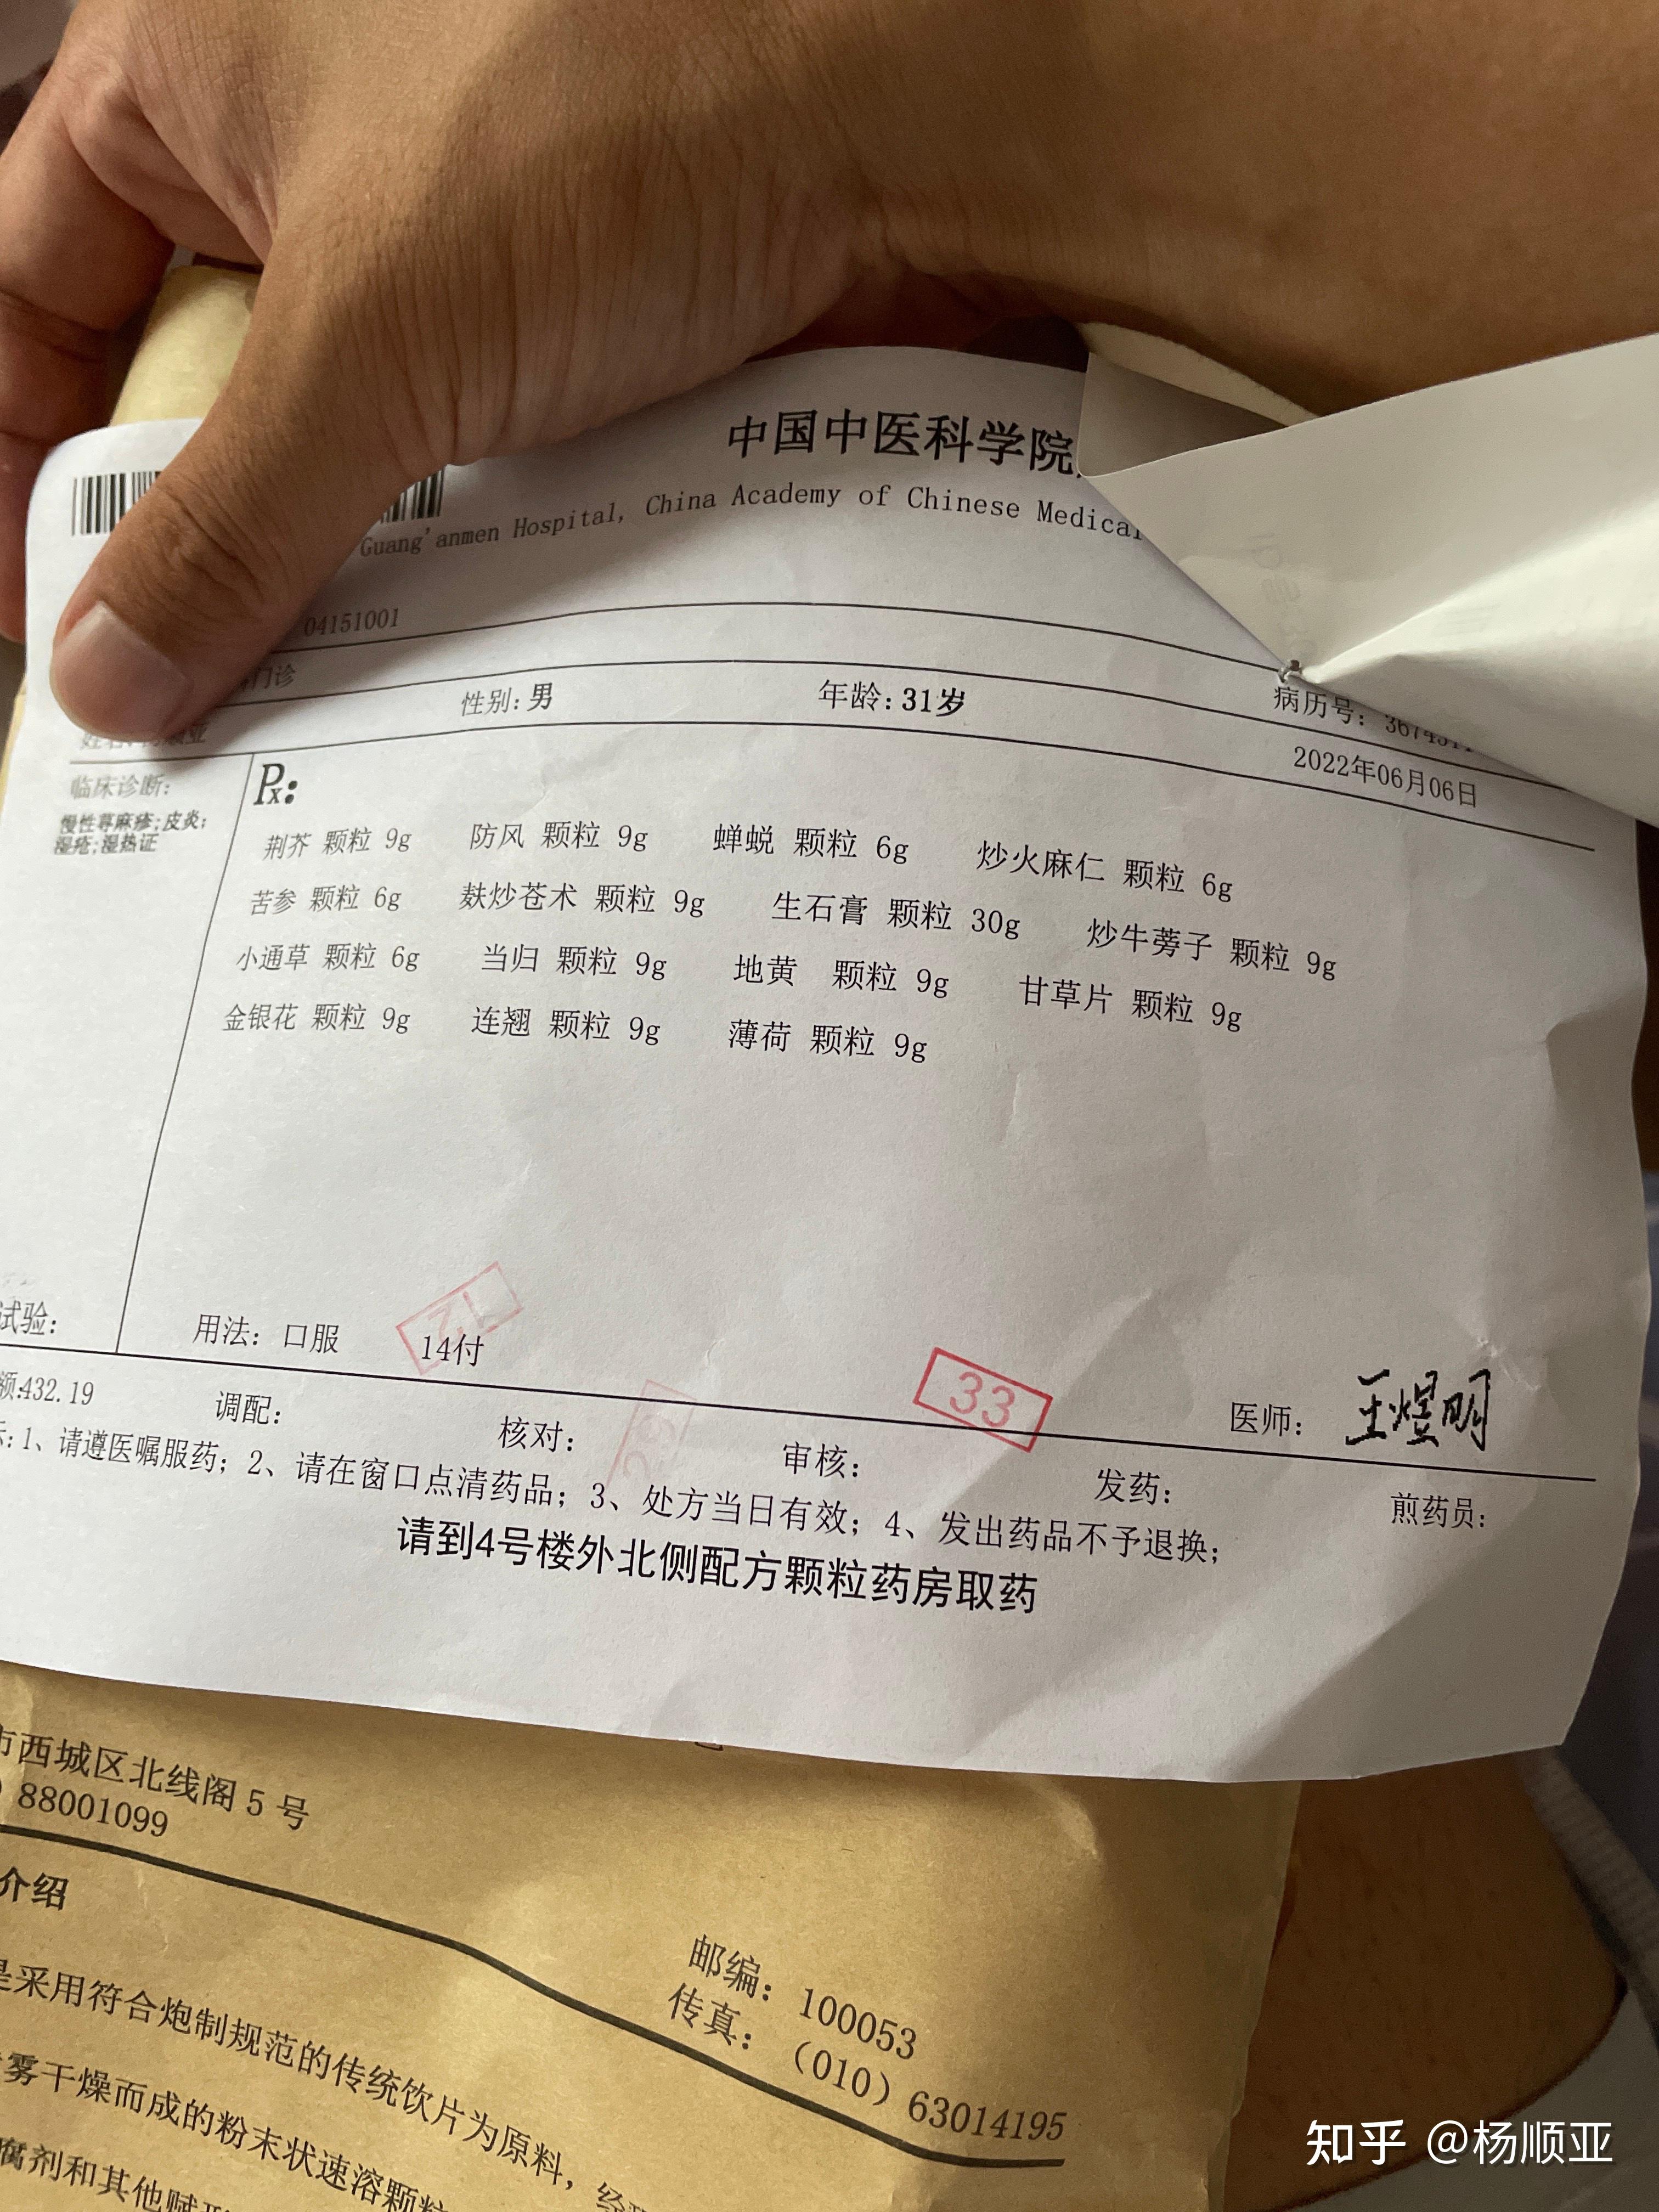 中国中医科学院
Guang'anmen Hospital, China Academy of Chinese Medical
04151001
门诊
性别:男 年龄:31岁 病历号:
2022年06月06日
临床诊断:
慢性荨麻疹;皮炎;
湿疮;湿热证
Px:
荆芥 颗粒 9g 防风 颗粒 9g 蝉蜕 颗粒 6g 炒火麻仁 颗粒 6g
苦参 颗粒 6g 麸炒苍术 颗粒 9g 生石膏 颗粒 30g 炒牛蒡子 颗粒 9g
小通草 颗粒 6g 当归 颗粒 9g 地黄 颗粒 9g 甘草片 颗粒 9g
金银花 颗粒 9g 连翘 颗粒 9g 薄荷 颗粒 9g
试验:
用法:口服 14付
33
医师: 王煜明
额:432.19 调配: 核对: 审核: 发药: 煎药员:
1、请遵医嘱服药;2、请在窗口点清药品;3、处方当日有效;4、发出药品不予退换;
请到4号楼外北侧配方颗粒药房取药
市西城区北线阁5号
88001099
邮编:100053
传真:(010)63014195
介绍
是采用符合炮制规范的传统饮片为原料,
雾干燥而成的粉末状速溶颗粒
腐剂和其他赋形
知乎 @杨顺亚